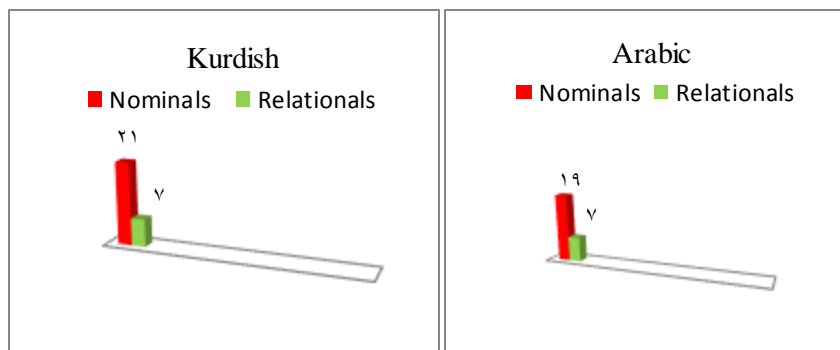 Kurdish
Nominals Relationals
٢١
٧
Arabic
Nominals Relationals
١٩
٧